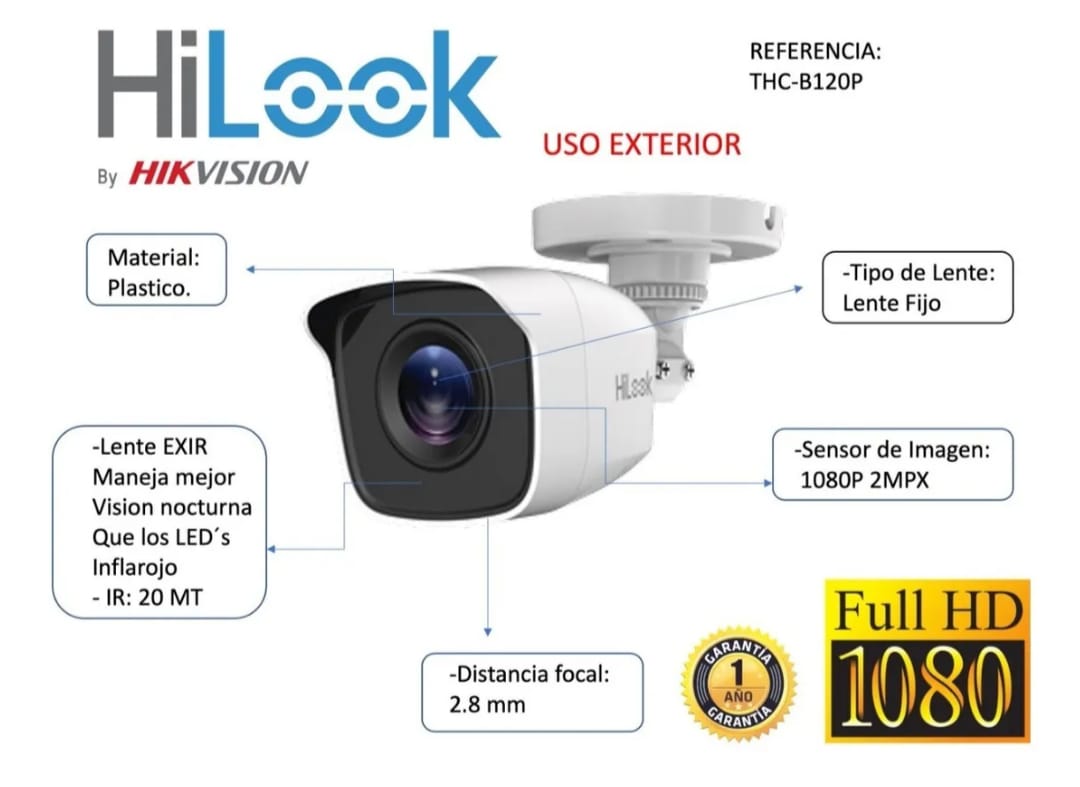 HiLook
By HIKVISION
REFERENCIA:
THC-B120P
USO EXTERIOR
Material:
Plastico.
-Tipo de Lente:
Lente Fijo
HiLook
-Lente EXIR
Maneja mejor
Vision nocturna
Que los LED´s
Inflarojo
- IR: 20 MT
-Sensor de Imagen:
1080P 2MPX
-Distancia focal:
2.8 mm
GARANTÍA
1
AÑO
GARANTÍA
Full HD
1080